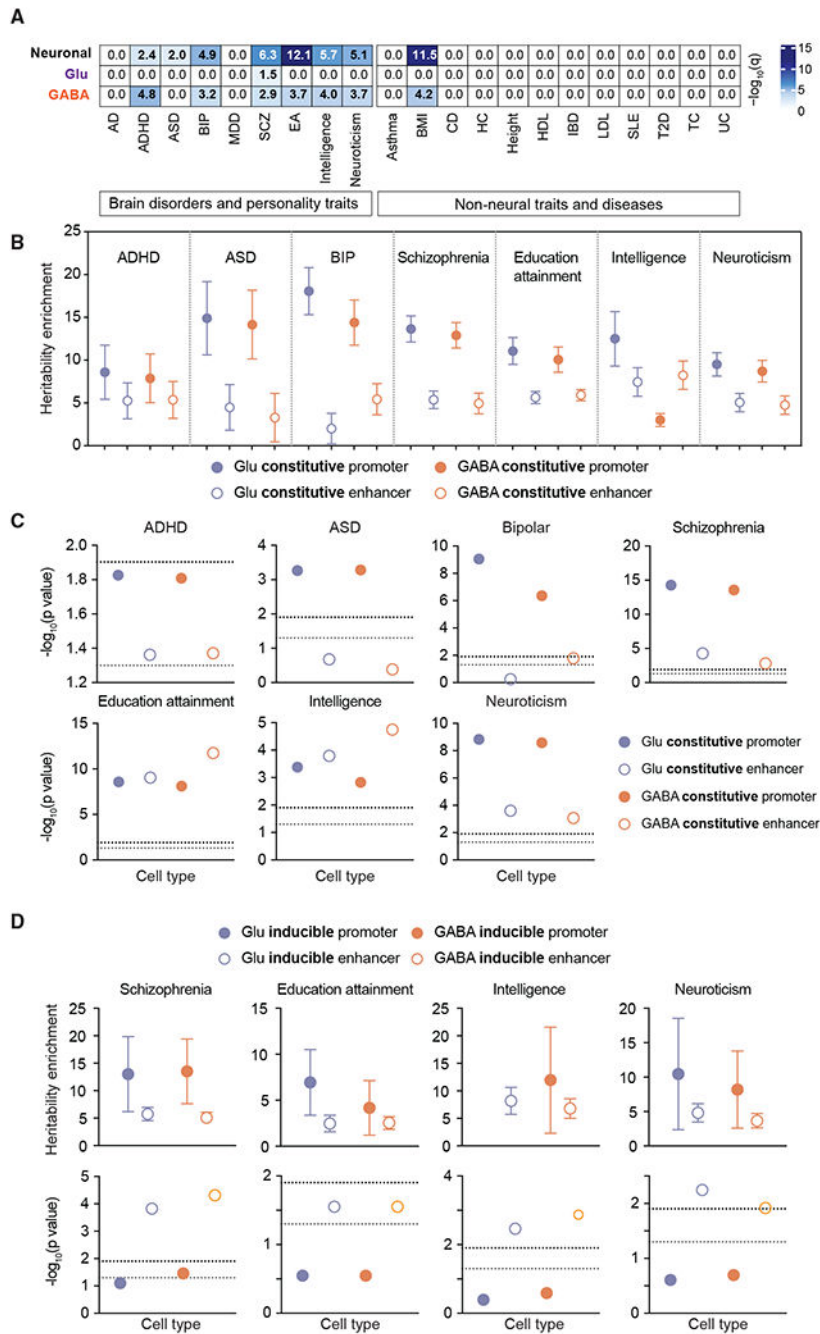 A
Neuronal 0.0 2.4 2.0 4.9 0.0 6.3 12.1 5.7 5.1 0.0 11.5 0.0 0.0 0.0 0.0 0.0 0.0 0.0 0.0 0.0 0.0
Glu 0.0 0.0 0.0 0.0 0.0 1.5 0.0 0.0 0.0 0.0 0.0 0.0 0.0 0.0 0.0 0.0 0.0 0.0 0.0 0.0 0.0
GABA 0.0 4.8 0.0 3.2 0.0 2.9 3.7 4.0 3.7 0.0 4.2 0.0 0.0 0.0 0.0 0.0 0.0 0.0 0.0 0.0 0.0
AD ADHD ASD BIP MDD SCZ EA Intelligence Neuroticism Asthma BMI CD HC Height HDL IBD LDL SLE T2D TC UC
15
10
5
0
−log10(q)
Brain disorders and personality traits Non-neural traits and diseases
B
Heritability enrichment
25
20
15
10
5
0
ADHD ASD BIP Schizophrenia Education attainment Intelligence Neuroticism
Glu constitutive promoter GABA constitutive promoter
Glu constitutive enhancer GABA constitutive enhancer
C
ADHD ASD Bipolar Schizophrenia
-log10(p value)
2.0 1.8 1.6 1.4 1.2
4 3 2 1 0
10 8 6 4 2 0
20 15 10 5 0
Education attainment Intelligence Neuroticism
-log10(p value)
15 10 5 0
5 4 3 2 1 0
10 8 6 4 2 0
Cell type Cell type Cell type
Glu constitutive promoter
Glu constitutive enhancer
GABA constitutive promoter
GABA constitutive enhancer
D
Glu inducible promoter GABA inducible promoter
Glu inducible enhancer GABA inducible enhancer
Schizophrenia Education attainment Intelligence Neuroticism
Heritability enrichment
25 20 15 10 5 0
15 10 5 0
25 20 15 10 5 0
20 15 10 5 0
-log10(p value)
5 4 3 2 1 0
2 1 0
4 2 0
2 1 0
Cell type Cell type Cell type Cell type